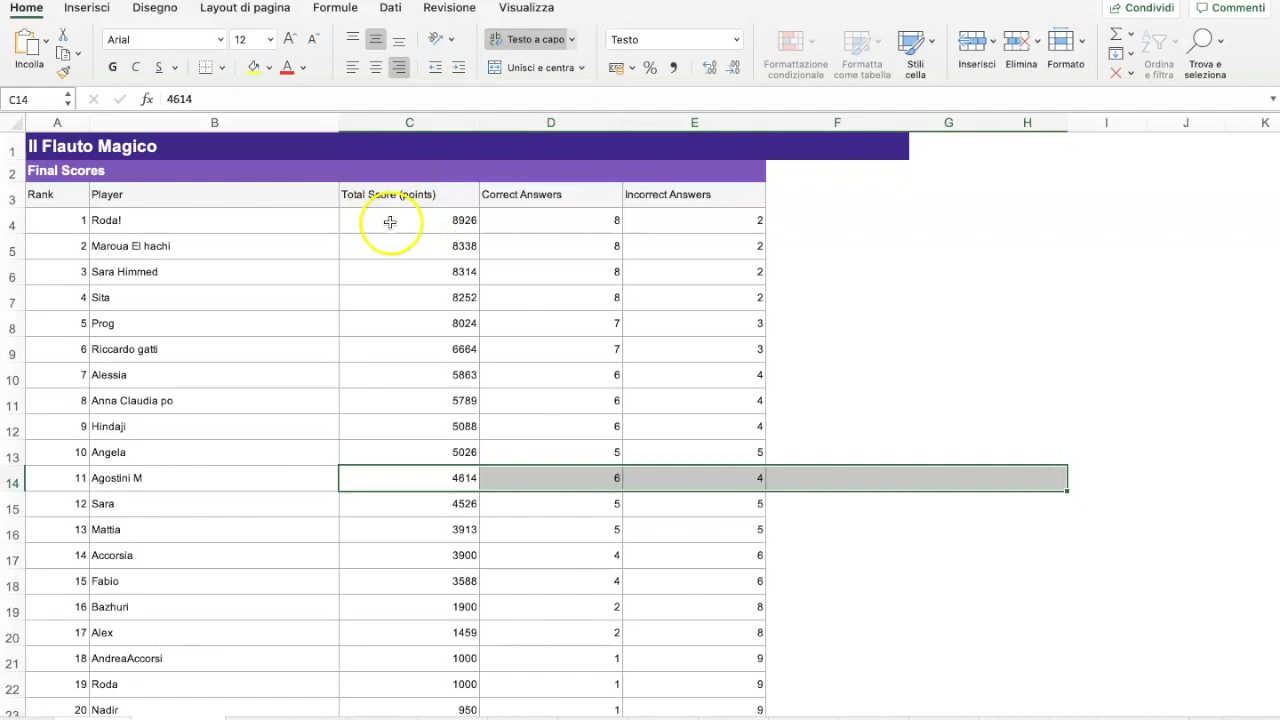 Home Inserisci Disegno Layout di pagina Formule Dati Revisione Visualizza Condividi Commenti
Arial 12 Testo a capo Testo
Incolla G C S Unisci e centra Formattazione condizionale Formatta come tabella Stili cella Inserisci Elimina Formato Ordina e filtra Trova e seleziona
C14 fx 4614
A B C D E F G H I J K
1 Il Flauto Magico
2 Final Scores
3 Rank Player Total Score (points) Correct Answers Incorrect Answers
4 1 Roda! 8926 8 2
5 2 Maroua El hachi 8338 8 2
6 3 Sara Himmed 8314 8 2
7 4 Sita 8252 8 2
8 5 Prog 8024 7 3
9 6 Riccardo gatti 6664 7 3
10 7 Alessia 5863 6 4
11 8 Anna Claudia po 5789 6 4
12 9 Hindaji 5088 6 4
13 10 Angela 5026 5 5
14 11 Agostini M 4614 6 4
15 12 Sara 4526 5 5
16 13 Mattia 3913 5 5
17 14 Accorsia 3900 4 6
18 15 Fabio 3588 4 6
19 16 Bazhuri 1900 2 8
20 17 Alex 1459 2 8
21 18 AndreaAccorsi 1000 1 9
22 19 Roda 1000 1 9
23 20 Nadir 950 1 9